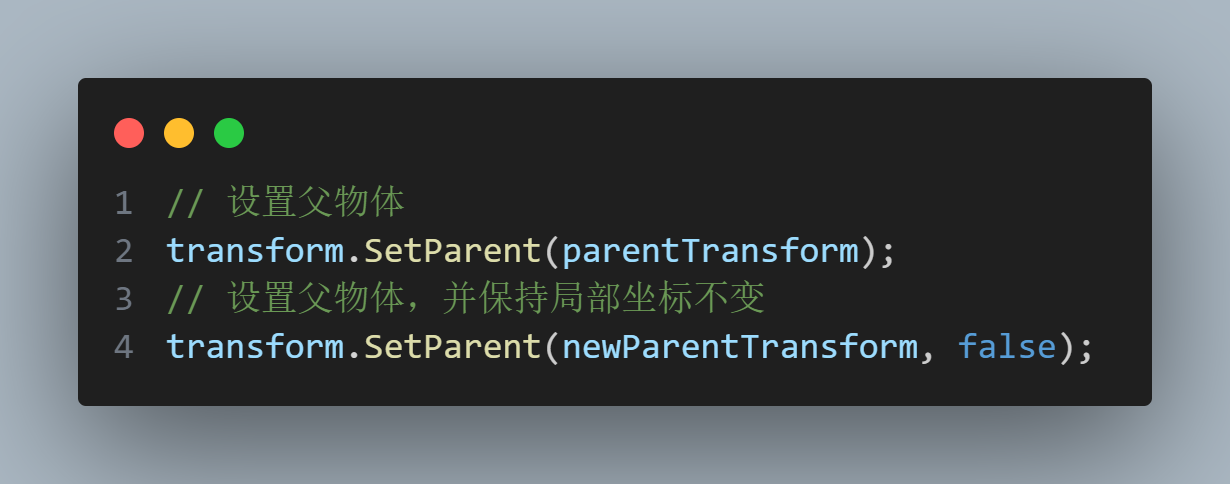 1 // 设置父物体
2 transform.SetParent(parentTransform);
3 // 设置父物体，并保持局部坐标不变
4 transform.SetParent(newParentTransform, false);